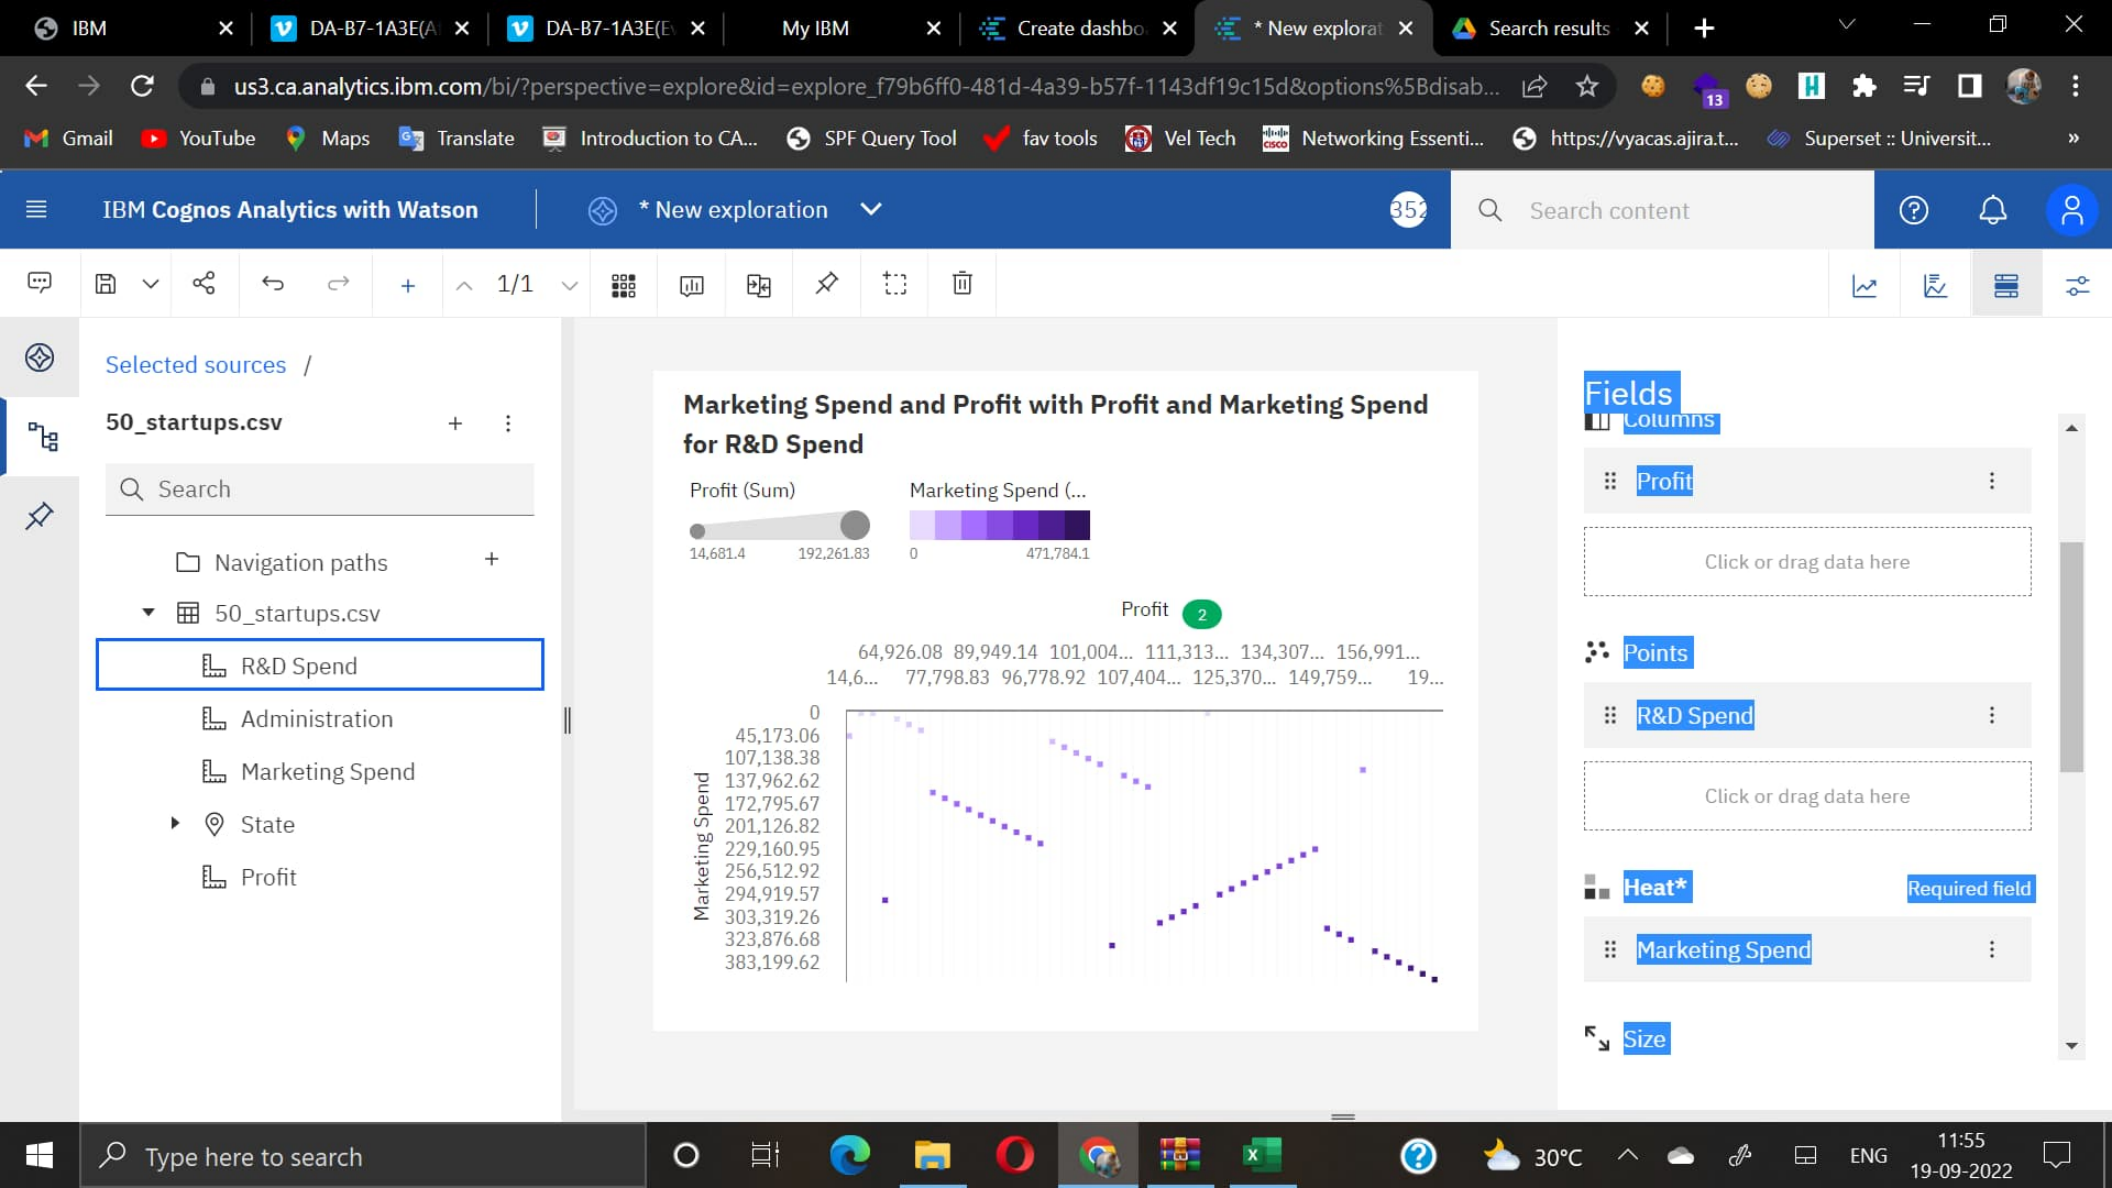 IBM
DA-B7-1A3E(A
DA-B7-1A3E(Ev
My IBM
Create dashbo
* New explorat
Search results
us3.ca.analytics.ibm.com/bi/?perspective=explore&id=explore_f79b6ff0-481d-4a39-b57f-1143df19c15d&options%5Bdisab...
13
Gmail
YouTube
Maps
Translate
Introduction to CA...
SPF Query Tool
fav tools
Vel Tech
Networking Essenti...
https://vyacas.ajira.t...
Superset :: Universit...
»
IBM Cognos Analytics with Watson
* New exploration
352
Search content
1/1
Selected sources /
50_startups.csv
Search
Navigation paths
50_startups.csv
R&D Spend
Administration
Marketing Spend
State
Profit
Marketing Spend and Profit with Profit and Marketing Spend
for R&D Spend
Profit (Sum)
14,681.4 192,261.83
Marketing Spend (...
0 471,784.1
Profit 2
64,926.08 89,949.14 101,004... 111,313... 134,307... 156,991...
14,6... 77,798.83 96,778.92 107,404... 125,370... 149,759... 19...
Marketing Spend
0
45,173.06
107,138.38
137,962.62
172,795.67
201,126.82
229,160.95
256,512.92
294,919.57
303,319.26
323,876.68
383,199.62
Fields
Columns
Profit
Click or drag data here
Points
R&D Spend
Click or drag data here
Heat* Required field
Marketing Spend
Size
Type here to search
30°C
ENG
11:55
19-09-2022